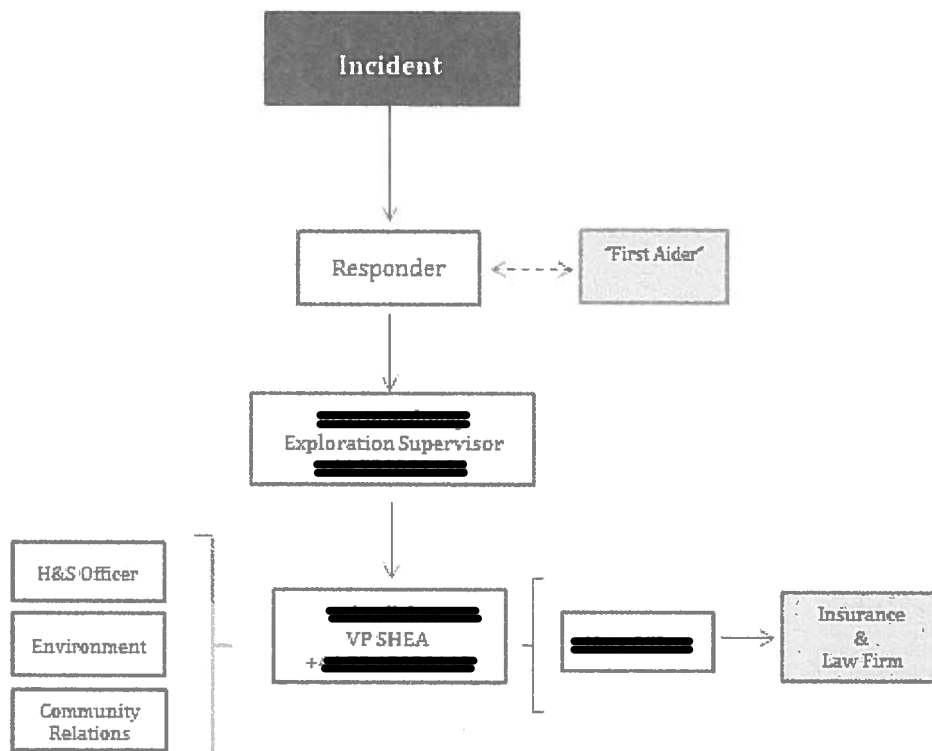 Incident
Responder
"First Aider"
Exploration Supervisor
H&S Officer
VP SHEA
Environment
Insurance
&
Law Firm
Community
Relations